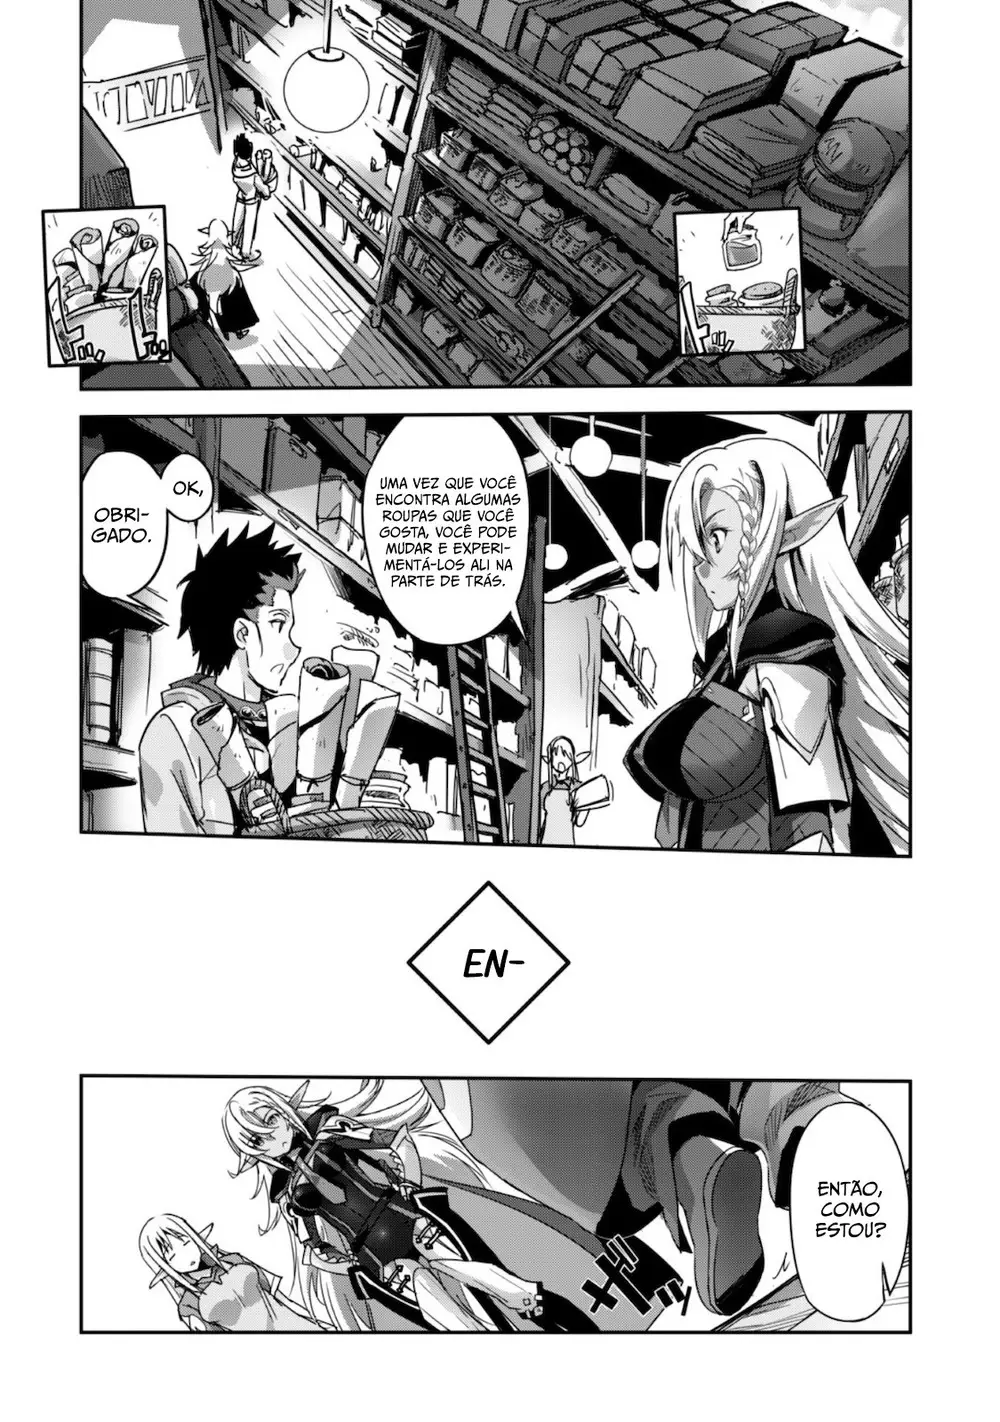 UMA VEZ QUE VOCÊ
ENCONTRA ALGUMAS
ROUPAS QUE VOCÊ
GOSTA, VOCÊ PODE
MUDAR E EXPERI-
MENTÁ-LOS ALI NA
PARTE DE TRÁS.
OK,
OBRI-
GADO.
EN-
ENTÃO,
COMO
ESTOU?